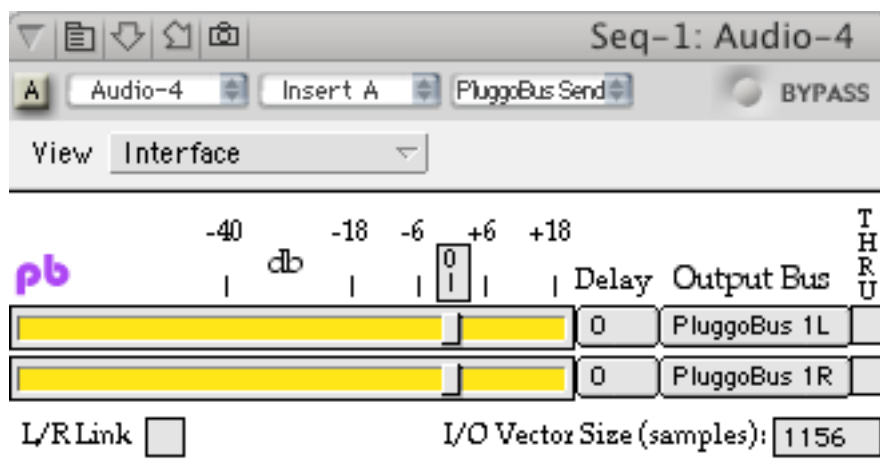 Seq-1: Audio-4
A Audio-4 Insert A PluggoBus Send BYPASS
View Interface
-40 -18 -6 +6 +18 THRU
pb db 0 Delay Output Bus
0 PluggoBus 1L
0 PluggoBus 1R
L/R Link I/O Vector Size (samples): 1156